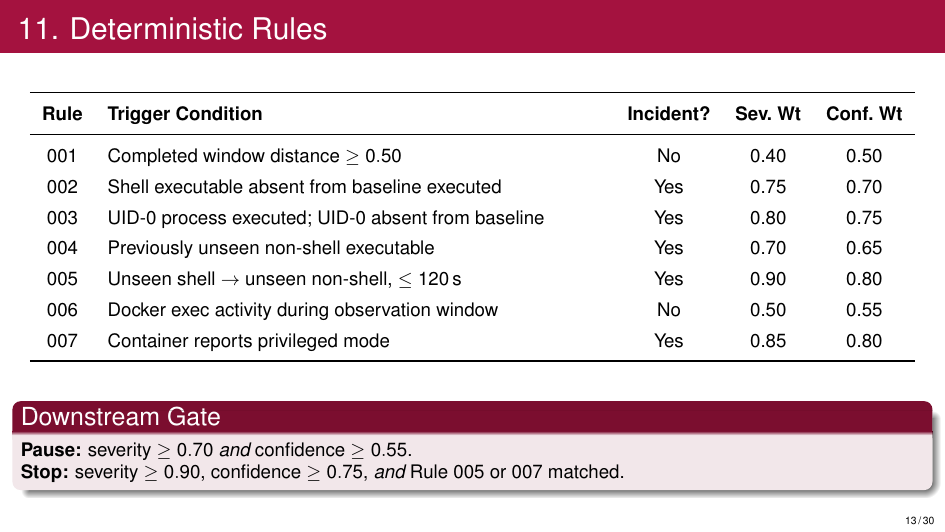 11. Deterministic Rules
Rule Trigger Condition Incident? Sev. Wt Conf. Wt
001 Completed window distance ≥ 0.50 No 0.40 0.50
002 Shell executable absent from baseline executed Yes 0.75 0.70
003 UID-0 process executed; UID-0 absent from baseline Yes 0.80 0.75
004 Previously unseen non-shell executable Yes 0.70 0.65
005 Unseen shell → unseen non-shell, ≤ 120 s Yes 0.90 0.80
006 Docker exec activity during observation window No 0.50 0.55
007 Container reports privileged mode Yes 0.85 0.80
Downstream Gate
Pause: severity ≥ 0.70 and confidence ≥ 0.55.
Stop: severity ≥ 0.90, confidence ≥ 0.75, and Rule 005 or 007 matched.
13 / 30